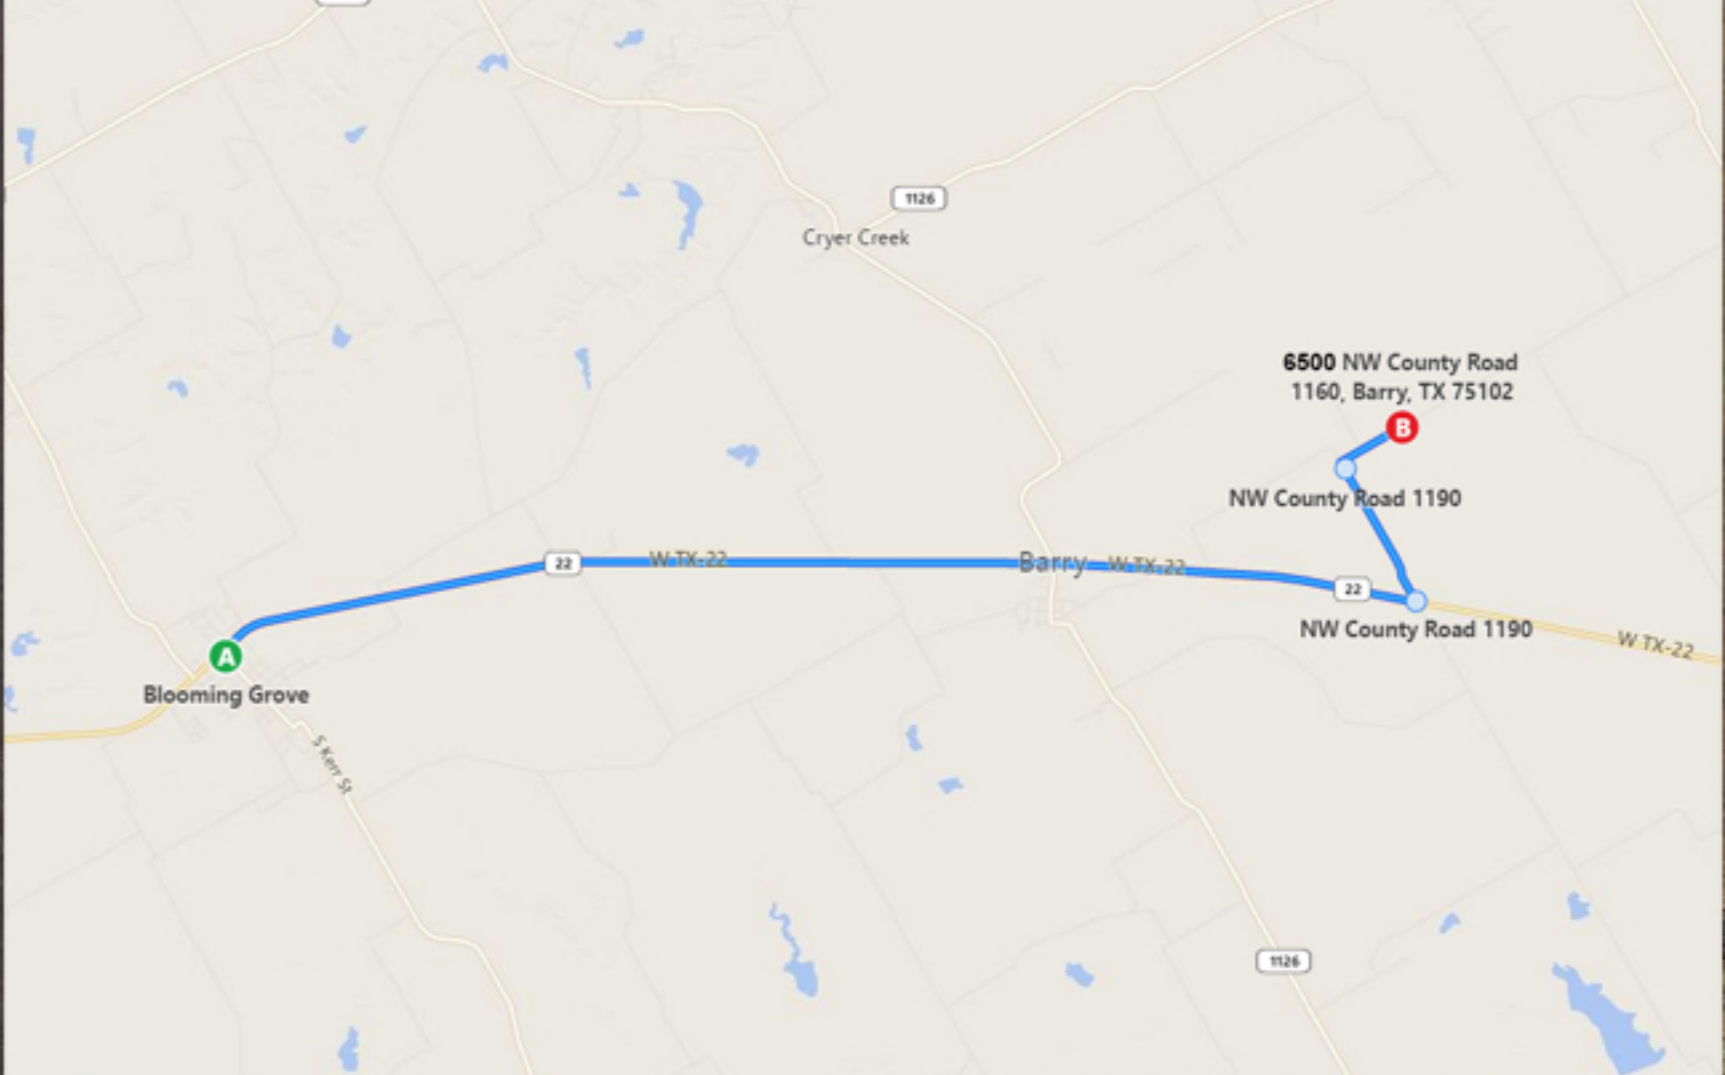 1126
Cryer Creek
6500 NW County Road
1160, Barry, TX 75102
B
NW County Road 1190
22
W TX-22
Barry
W TX-22
22
NW County Road 1190
W TX-22
A
Blooming Grove
S Kerr St
1126